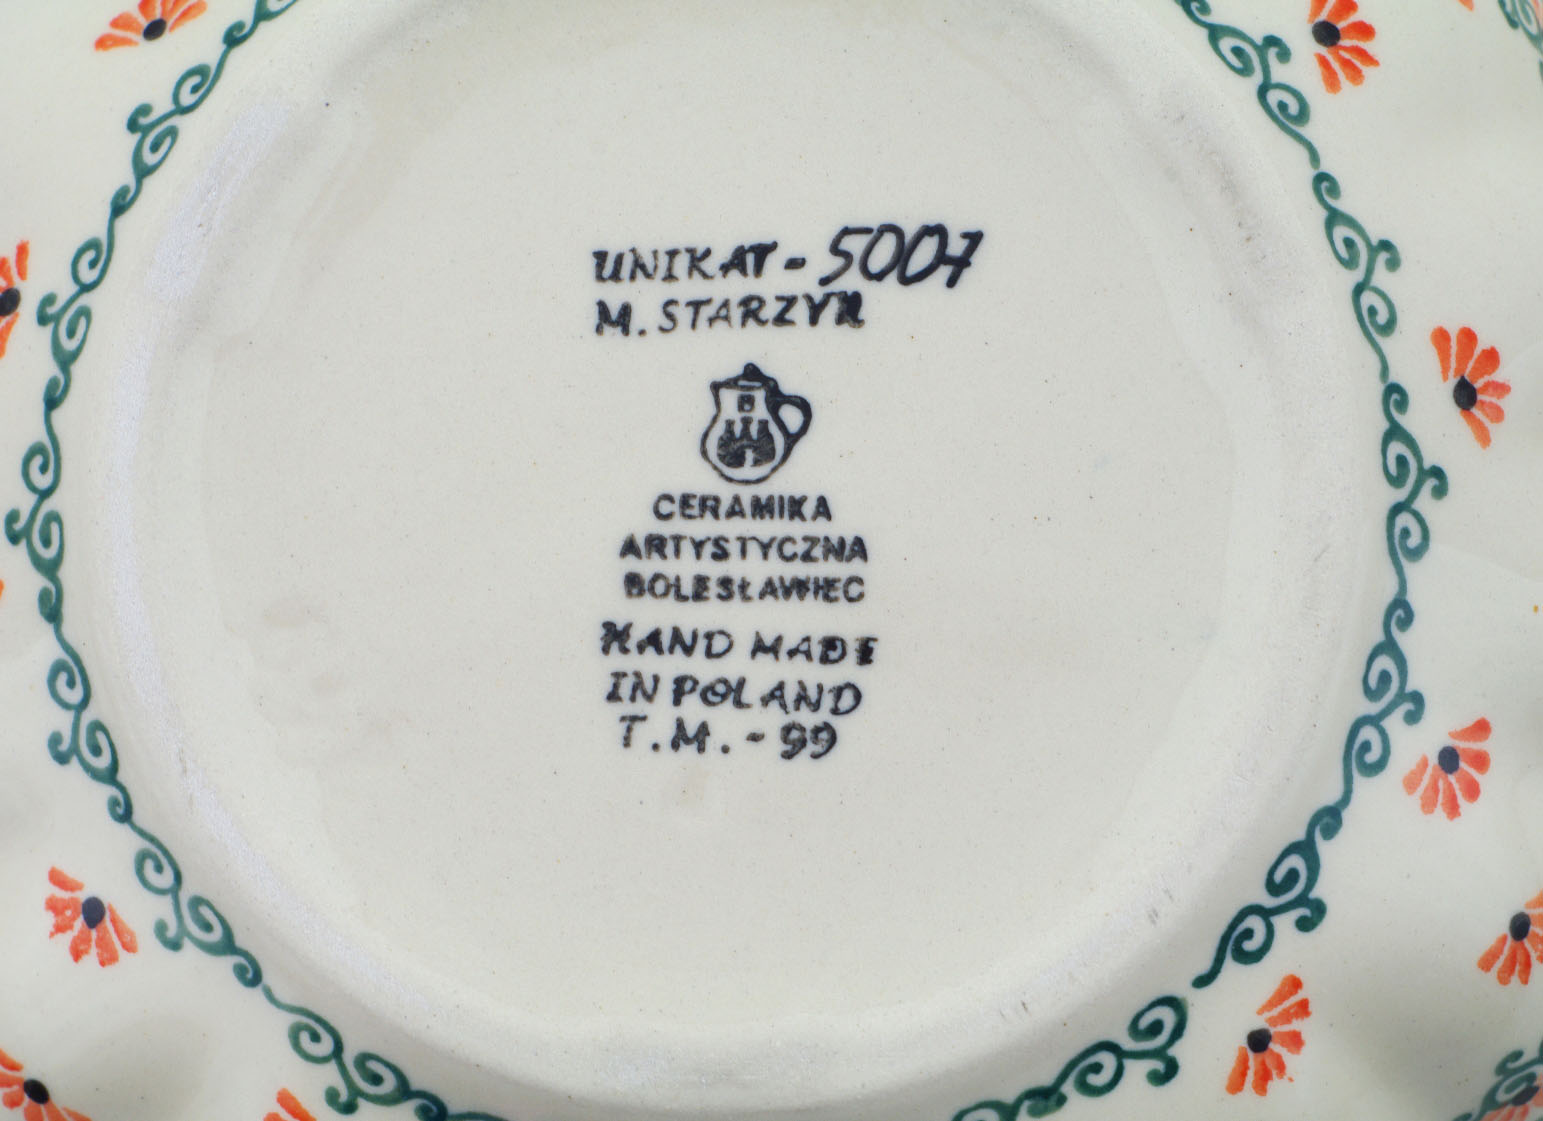 UNIKAT - 5007
M. STARZYK
B
CERAMIKA
ARTYSTYCZNA
BOLESŁAWIEC
HAND MADE
IN POLAND
T.M. - 99